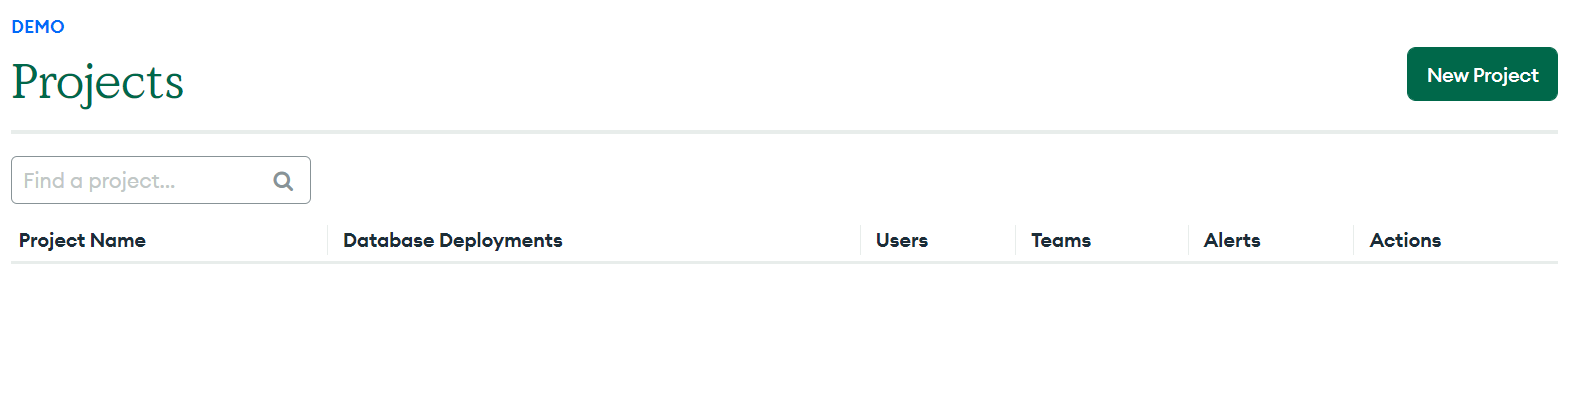 DEMO
Projects
New Project
Find a project...
Project Name Database Deployments Users Teams Alerts Actions